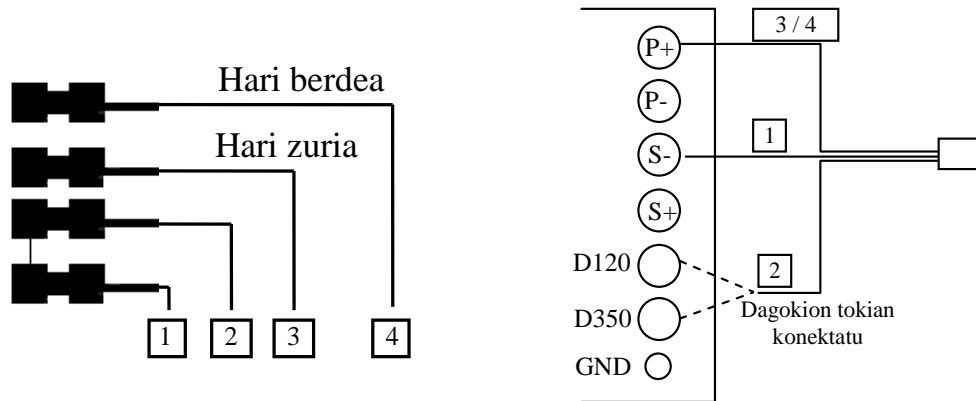 Hari berdea
Hari zuria
1
2
3
4
3 / 4
P+
P-
1
S-
S+
D120
2
D350
Dagokion tokian
konektatu
GND